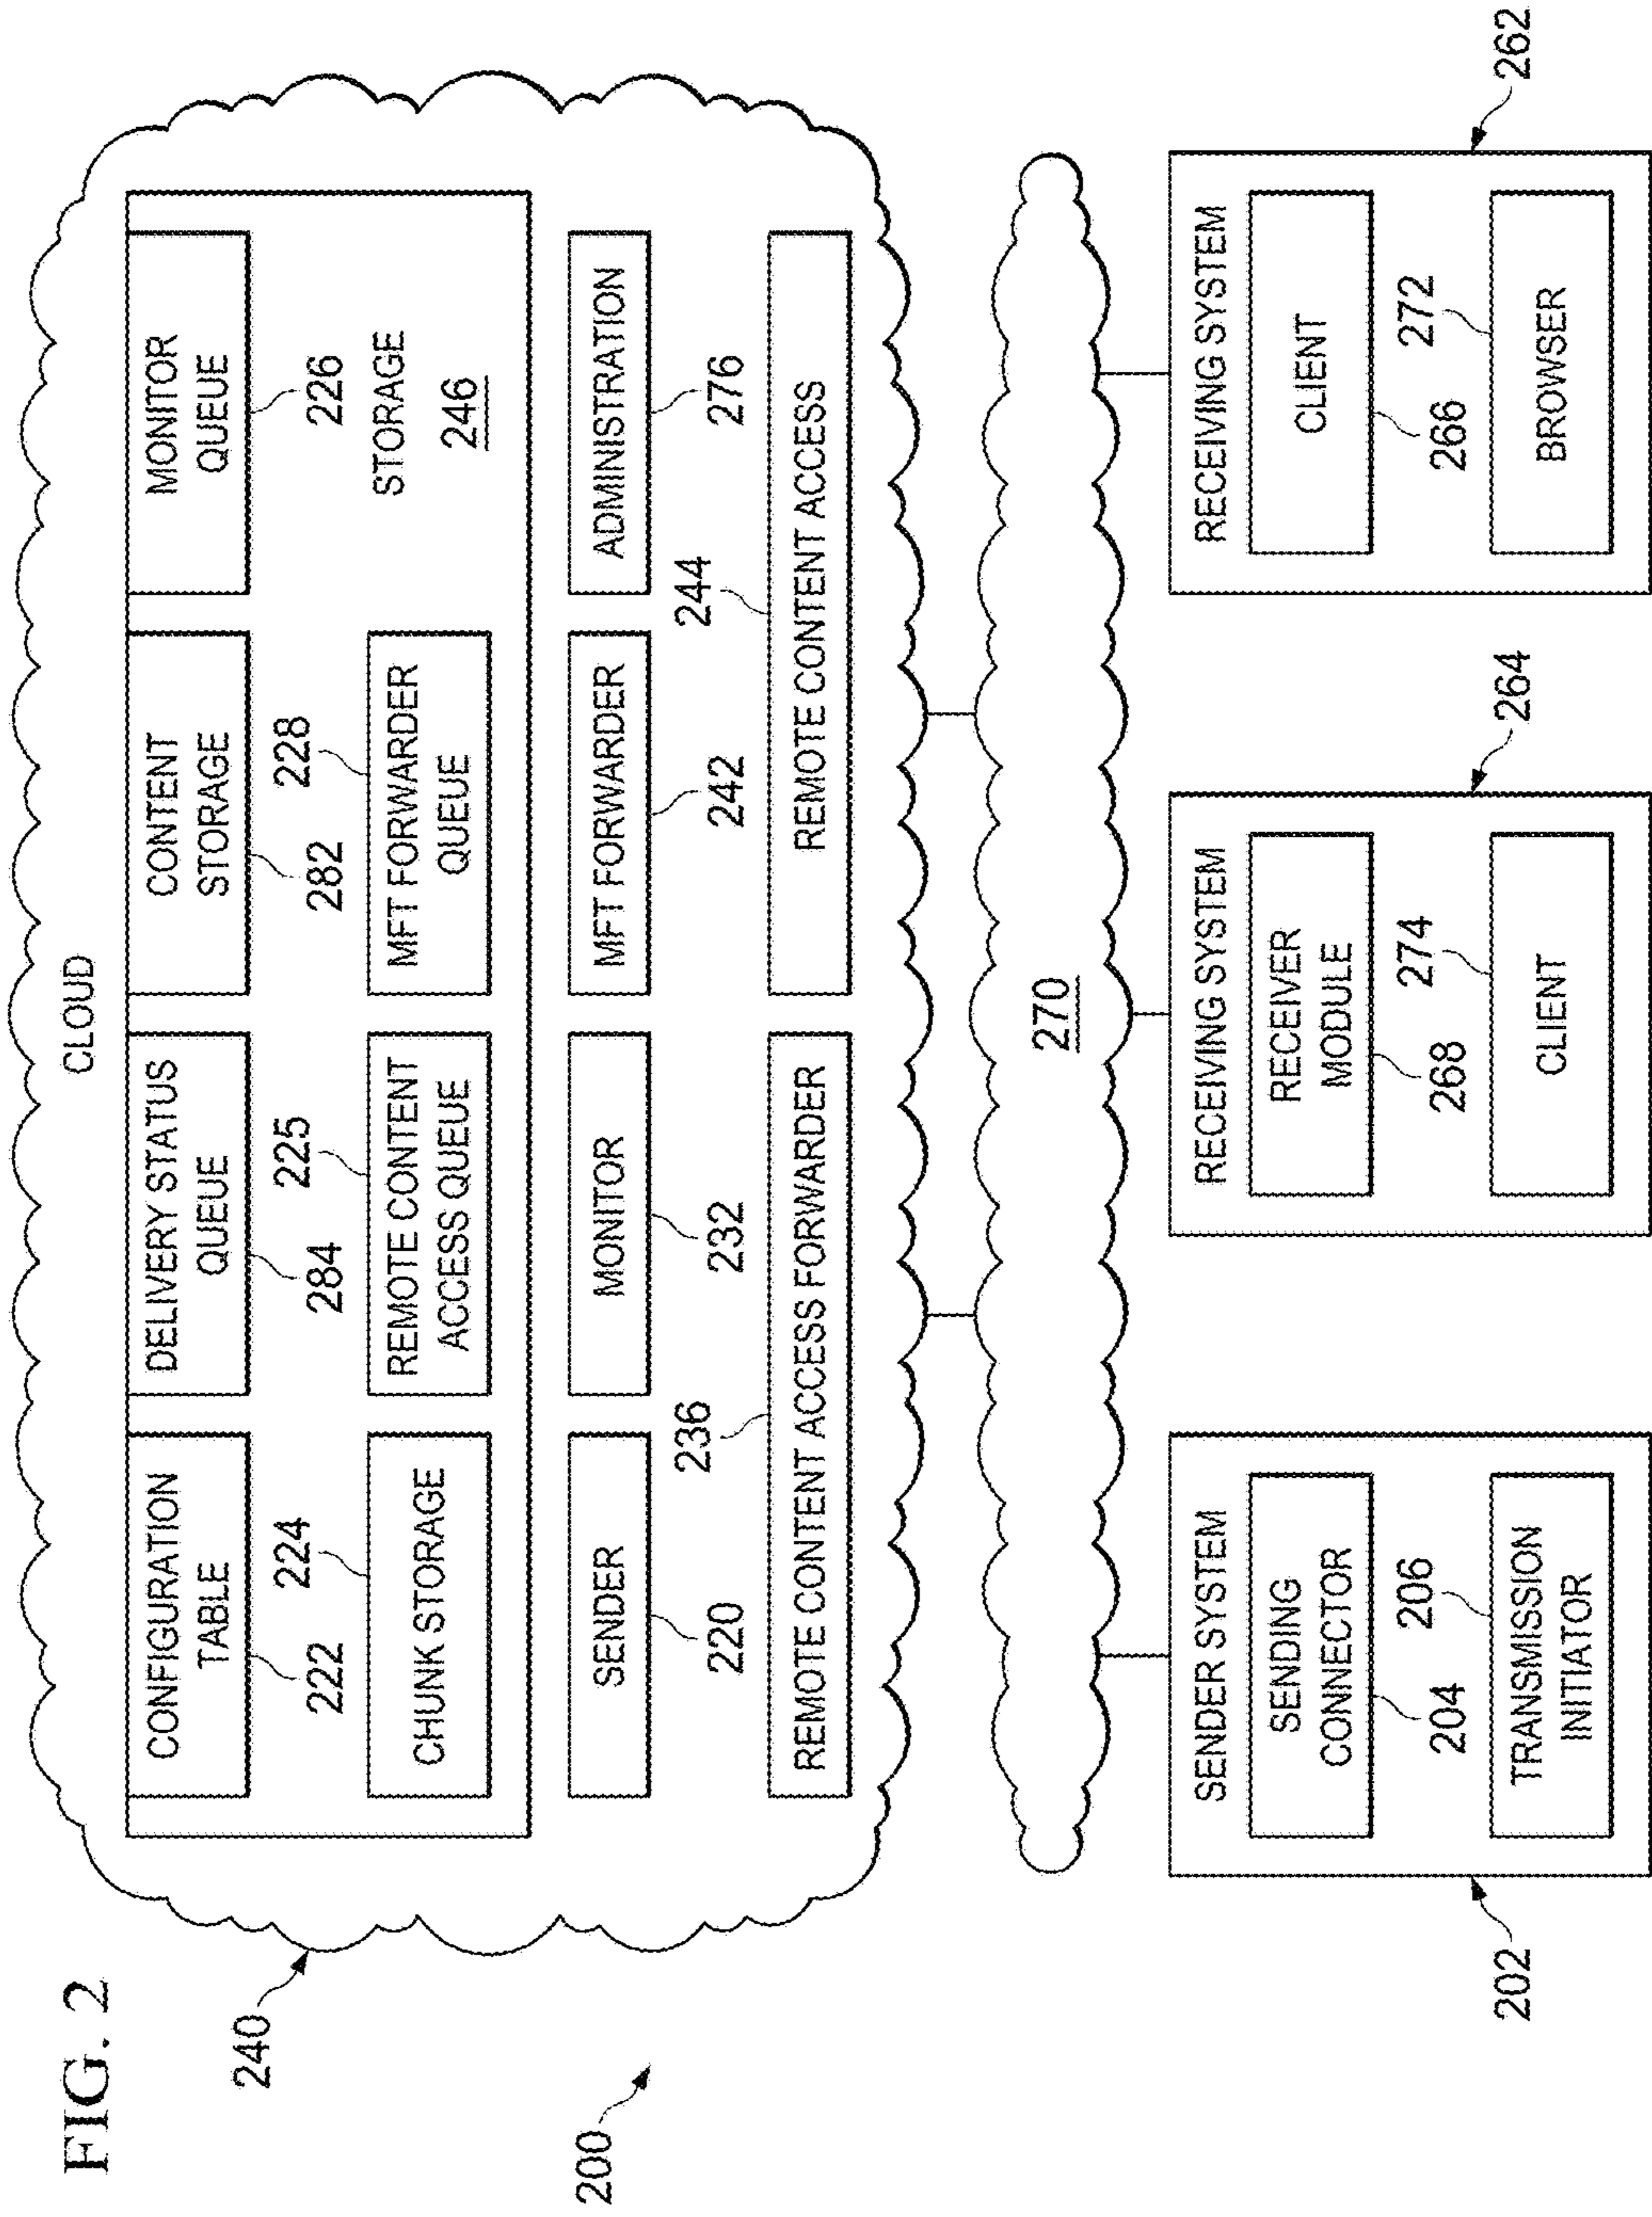 FIG. 2
240
200
CLOUD
CONFIGURATION
TABLE
DELIVERY STATUS
QUEUE
CONTENT
STORAGE
MONITOR
QUEUE
222
224
284
225
282
228
226
CHUNK STORAGE
REMOTE CONTENT
ACCESS QUEUE
MFT FORWARDER
QUEUE
STORAGE
246
SENDER
MONITOR
MFT FORWARDER
ADMINISTRATION
220
236
232
242
244
276
REMOTE CONTENT ACCESS FORWARDER
REMOTE CONTENT ACCESS
270
SENDER SYSTEM
SENDING
CONNECTOR
204
206
TRANSMISSION
INITIATOR
202
RECEIVING SYSTEM
RECEIVER
MODULE
268
274
CLIENT
264
RECEIVING SYSTEM
CLIENT
266
272
BROWSER
262